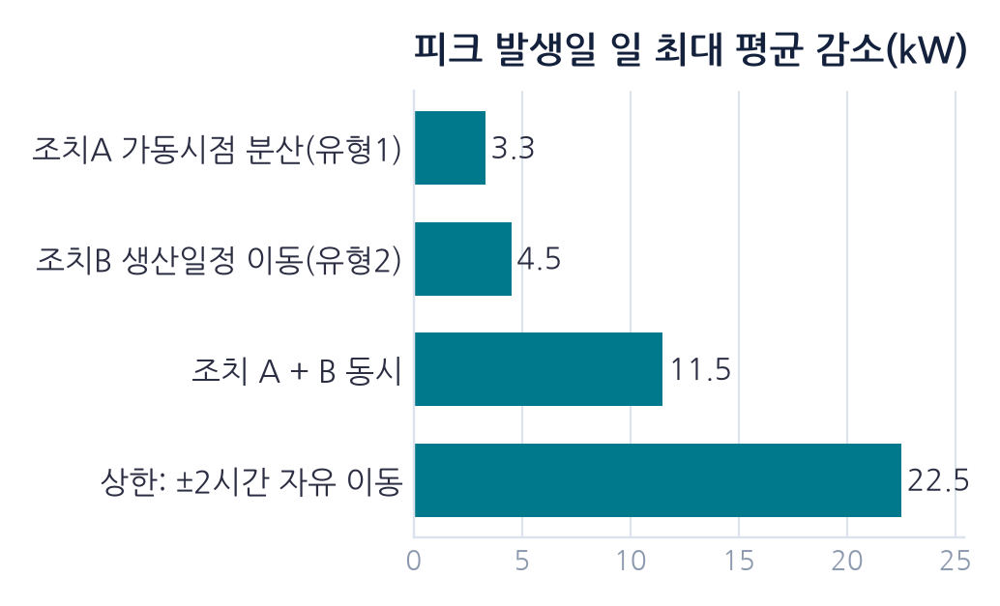 피크 발생일 일 최대 평균 감소(kW)
조치A 가동시점 분산(유형1)
3.3
조치B 생산일정 이동(유형2)
4.5
조치 A + B 동시
11.5
상한: ±2시간 자유 이동
22.5
0 5 10 15 20 25